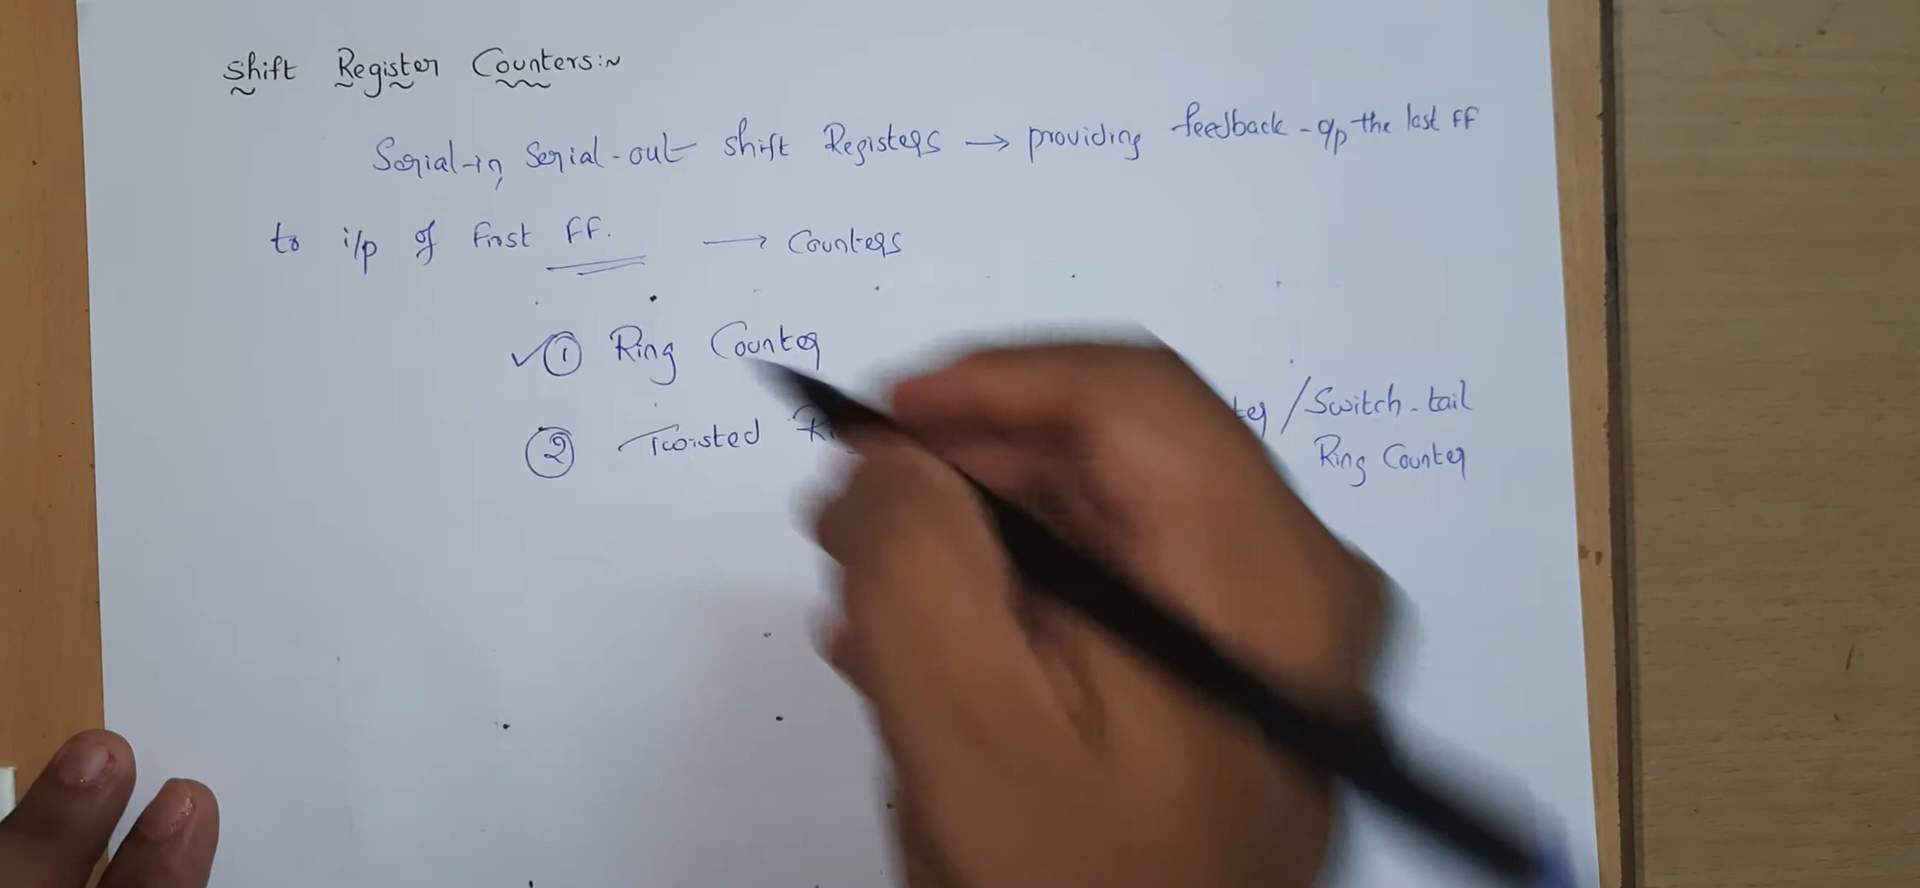 Shift Register Counters:~
Serial-in, Serial-out shift Registers → providing feedback - o/p the last FF
to i/p of first FF. → Counters
✓① Ring Counter
② Twisted /Switch-tail
Ring Counter